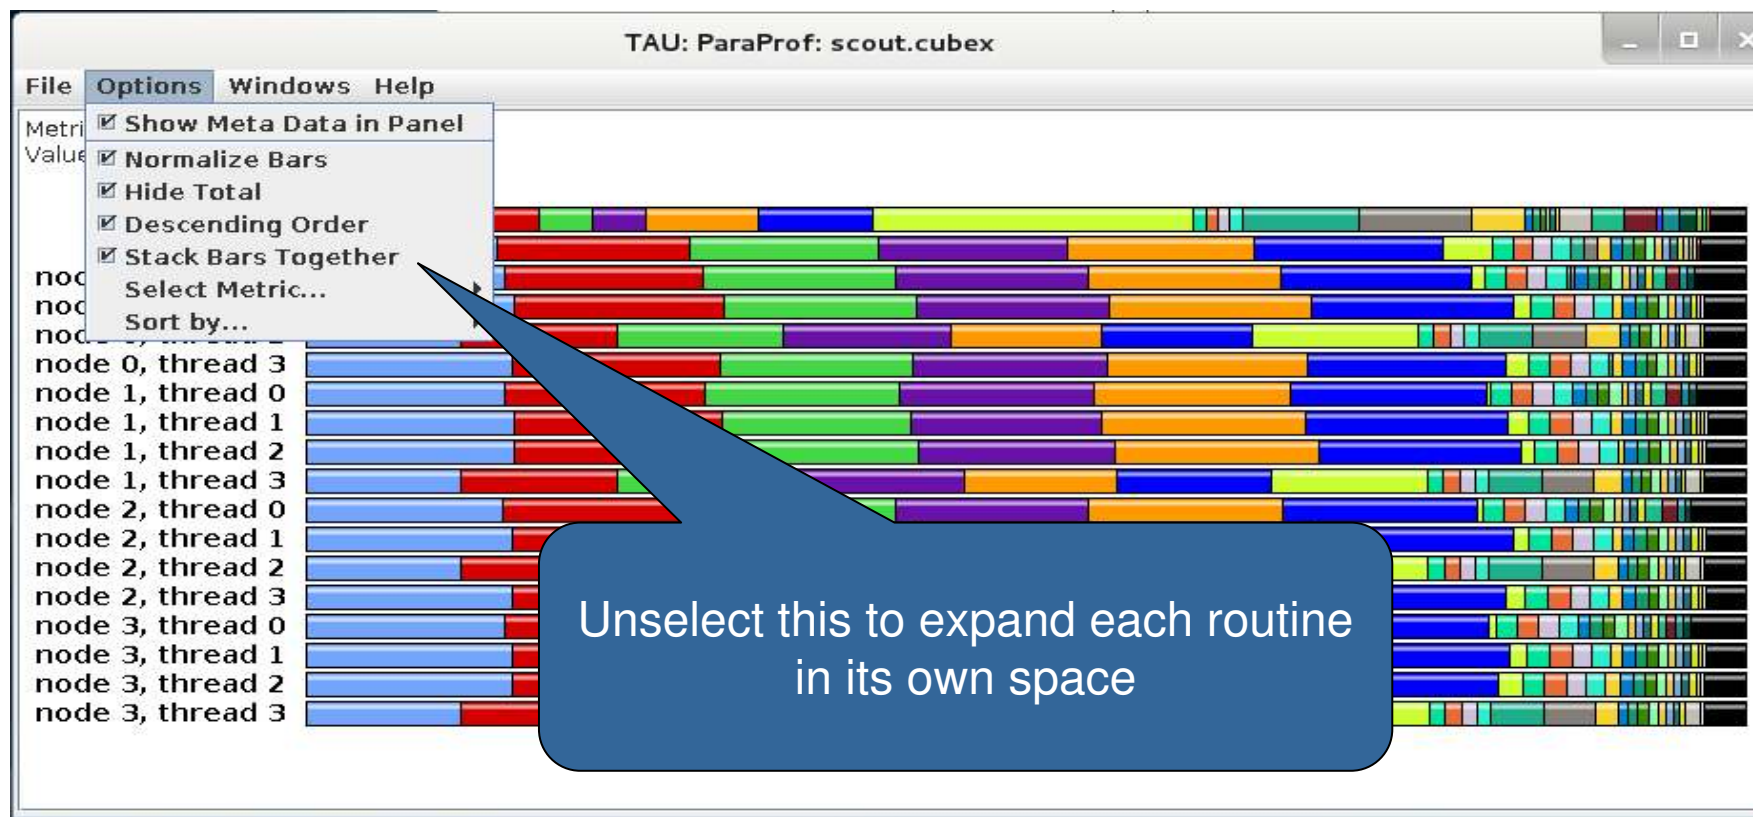 TAU: ParaProf: scout.cubex
File Options Windows Help
Metri
Value
Show Meta Data in Panel
Normalize Bars
Hide Total
Descending Order
Stack Bars Together
Select Metric...
Sort by...
node 0, thread 3
node 1, thread 0
node 1, thread 1
node 1, thread 2
node 1, thread 3
node 2, thread 0
node 2, thread 1
node 2, thread 2
node 2, thread 3
node 3, thread 0
node 3, thread 1
node 3, thread 2
node 3, thread 3
Unselect this to expand each routine
in its own space